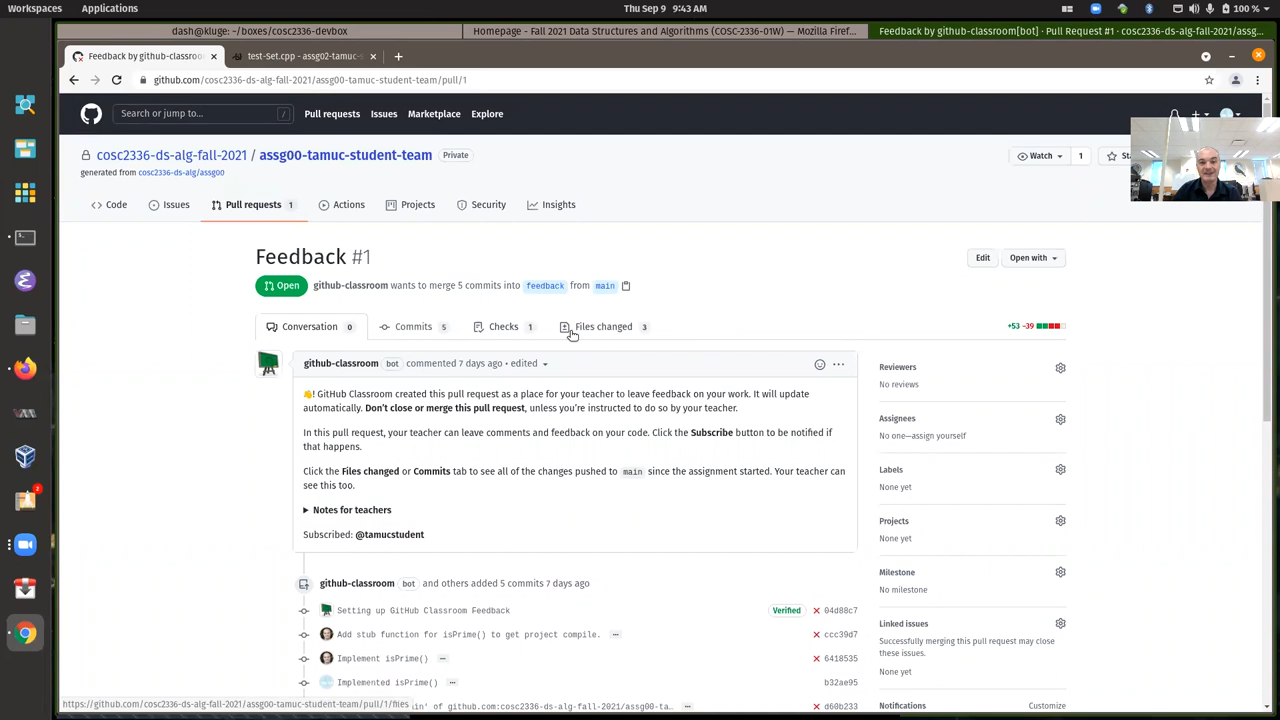 Workspaces
Applications
Thu Sep 9 9:43 AM
100 %
dash@kluge: ~/boxes/cosc2336-devbox
Homepage - Fall 2021 Data Structures and Algorithms (COSC-2336-01W) — Mozilla Firef...
Feedback by github-classroom[bot] · Pull Request #1 · cosc2336-ds-alg-fall-2021/assg...
Feedback by github-classroo
test-Set.cpp - assg02-tamuc-s
github.com/cosc2336-ds-alg-fall-2021/assg00-tamuc-student-team/pull/1
Search or jump to...
/
Pull requests
Issues
Marketplace
Explore
cosc2336-ds-alg-fall-2021 / assg00-tamuc-student-team
Private
Watch
1
generated from cosc2336-ds-alg/assg00
Code
Issues
Pull requests 1
Actions
Projects
Security
Insights
Feedback #1
Edit
Open with
Open
github-classroom wants to merge 5 commits into feedback from main
Conversation 0
Commits 5
Checks 1
Files changed 3
+53 −39
github-classroom bot commented 7 days ago • edited
👋! GitHub Classroom created this pull request as a place for your teacher to leave feedback on your work. It will update
automatically. Don't close or merge this pull request, unless you're instructed to do so by your teacher.
In this pull request, your teacher can leave comments and feedback on your code. Click the Subscribe button to be notified if
that happens.
Click the Files changed or Commits tab to see all of the changes pushed to main since the assignment started. Your teacher can
see this too.
Notes for teachers
Subscribed: @tamucstudent
github-classroom bot and others added 5 commits 7 days ago
Setting up GitHub Classroom Feedback
Verified
04d88c7
Add stub function for isPrime() to get project compile.
ccc39d7
Implement isPrime()
6418535
Implemented isPrime()
b32ae95
in' of github.com:cosc2336-ds-alg-fall-2021/assg00-ta...
d60b233
Reviewers
No reviews
Assignees
No one—assign yourself
Labels
None yet
Projects
None yet
Milestone
No milestone
Linked issues
Successfully merging this pull request may close
these issues.
None yet
Notifications
Customize
https://github.com/cosc2336-ds-alg-fall-2021/assg00-tamuc-student-team/pull/1/files
2